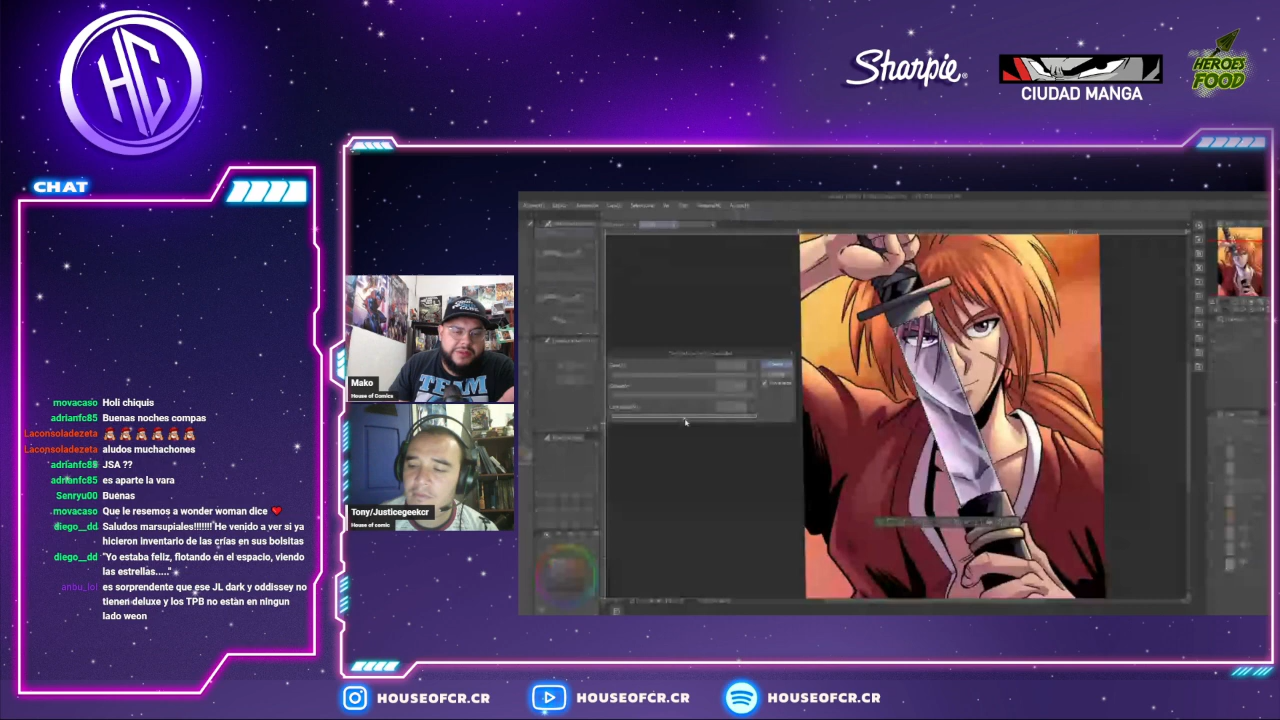 HC
Sharpie®
CIUDAD MANGA
HEROES
FOOD
CHAT
movacaso Holi chiquis
adrianfc85 Buenas noches compas
Laconsoladezeta
Laconsoladezeta aludos muchachones
adrianfc85 JSA ??
adrianfc85 es aparte la vara
Senryu00 Buenas
movacaso Que le resemos a wonder woman dice
diego__dd Saludos marsupiales!!!!!!! He venido a ver si ya
hicieron inventario de las crías en sus bolsitas
diego__dd "Yo estaba feliz, flotando en el espacio, viendo
las estrellas....."
anbu_lol es sorprendente que ese JL dark y oddissey no
tienen deluxe y los TPB no estan en ningun
lado weon
TEAM
Mako
House of Comics
Tony/Justicegeekcr
House of comic
HOUSEOFCR.CR
HOUSEOFCR.CR
HOUSEOFCR.CR